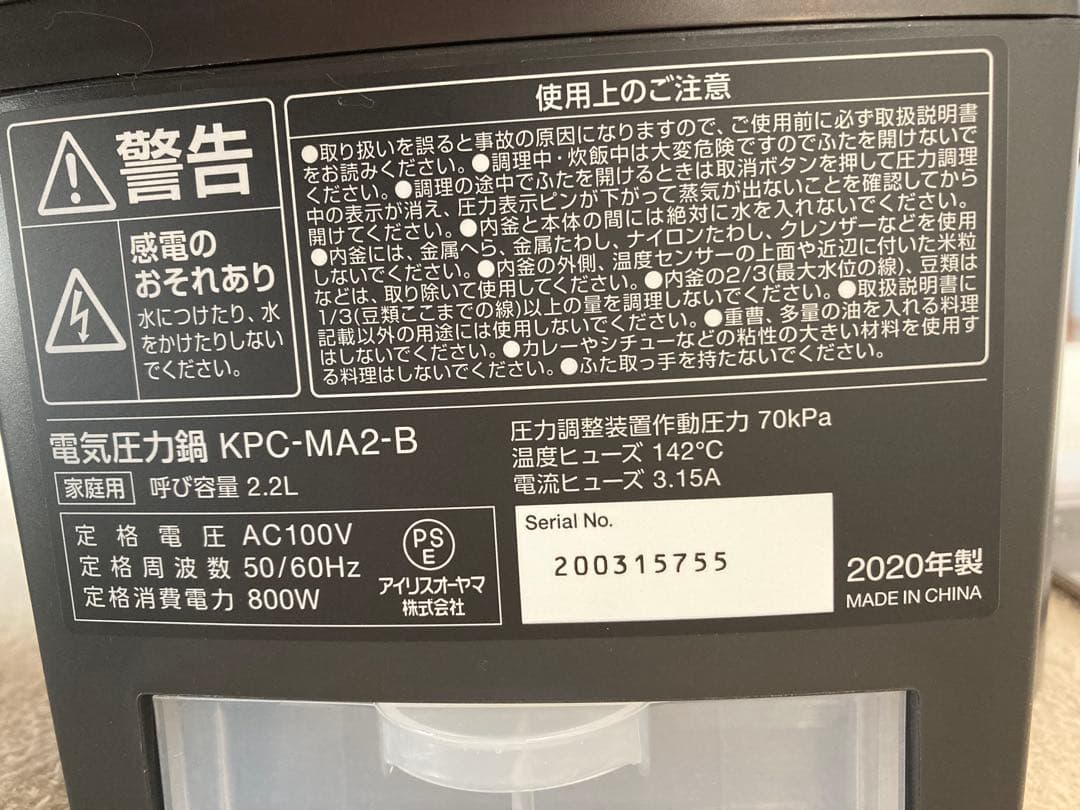 警告
感電の
おそれあり
水につけたり、水
をかけたりしない
でください。
使用上のご注意
●取り扱いを誤ると事故の原因になりますので、ご使用前に必ず取扱説明書
をお読みください。●調理中・炊飯中は大変危険ですのでふたを開けないで
ください。●調理の途中でふたを開けるときは取消ボタンを押して圧力調理
中の表示が消え、圧力表示ピンが下がって蒸気が出ないことを確認してから
開けてください。●内釜と本体の間には絶対に水を入れないでください。
●内釜には、金属へら、金属たわし、ナイロンたわし、クレンザーなどを使用
しないでください。●内釜の外側、温度センサーの上面や近辺に付いた米粒
などは、取り除いて使用してください。●内釜の2/3(最大水位の線)、豆類は
1/3(豆類ここまでの線)以上の量を調理しないでください。●取扱説明書に
記載以外の用途には使用しないでください。●重曹、多量の油を入れる料理
はしないでください。●カレーやシチューなどの粘性の大きい材料を使用す
る料理はしないでください。●ふた取っ手を持たないでください。
電気圧力鍋 KPC-MA2-B
家庭用 呼び容量 2.2L
定格電圧 AC100V
定格周波数 50/60Hz
定格消費電力 800W
PS
E
アイリスオーヤマ
株式会社
圧力調整装置作動圧力 70kPa
温度ヒューズ 142℃
電流ヒューズ 3.15A
Serial No.
200315755
2020年製
MADE IN CHINA